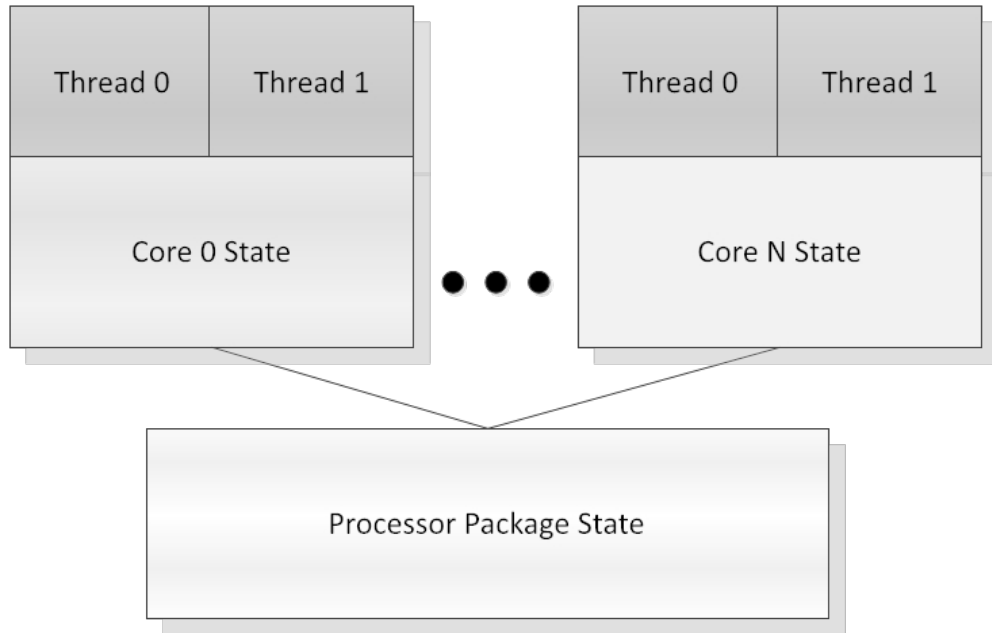 Thread 0
Thread 1
Thread 0
Thread 1
Core 0 State
Core N State
Processor Package State